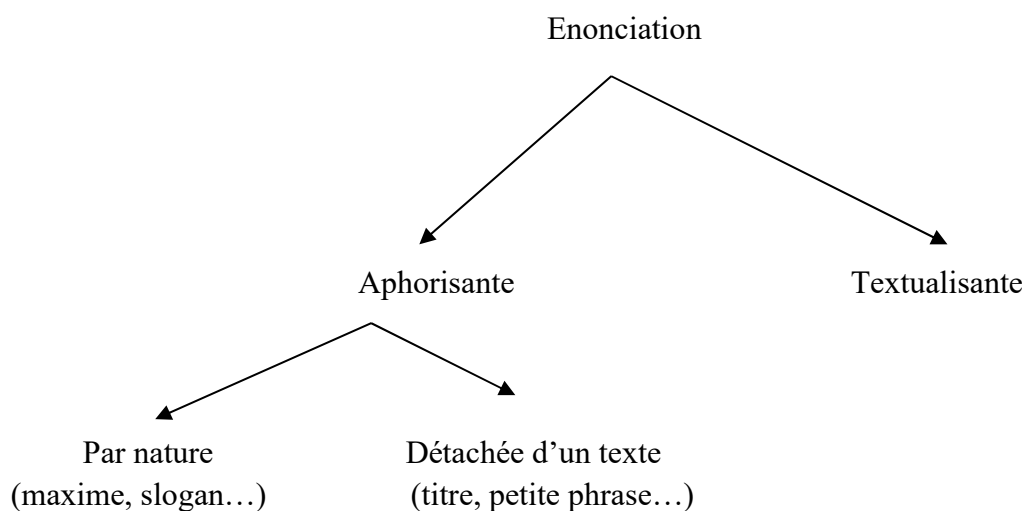 Enonciation
Aphorisante
Textualisante
Par nature
(maxime, slogan…)
Détachée d’un texte
(titre, petite phrase…)